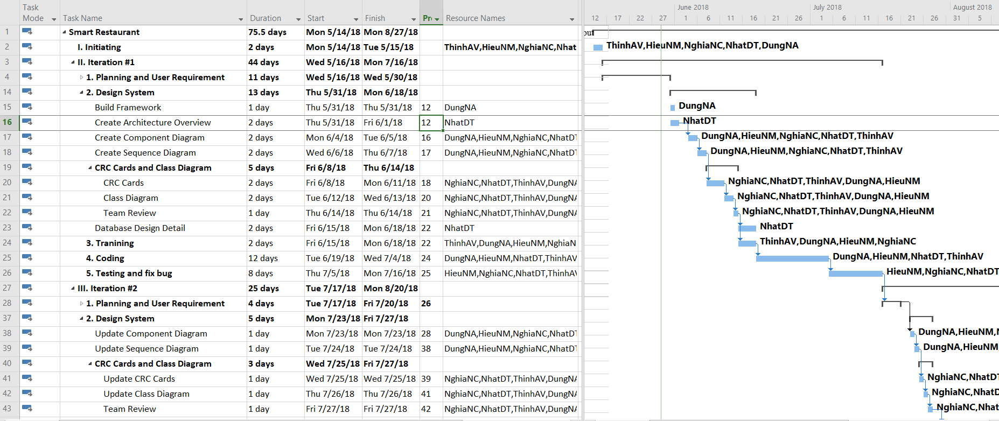 Task Mode Task Name Duration Start Finish Resource Names
June 2018 July 2018 August 2018
12 17 22 27 1 6 11 16 21 26 1 6 11 16 21 26 31 5
1 Smart Restaurant 75.5 days Mon 5/14/18 Mon 8/27/18
2 I. Initiating 2 days Mon 5/14/18 Tue 5/15/18 ThinhAV,HieuNM,NghiaNC,Nhat ThinhAV,HieuNM,NghiaNC,NhatDT,DungNA
3 II. Iteration #1 44 days Wed 5/16/18 Mon 7/16/18
4 1. Planning and User Requirement 11 days Wed 5/16/18 Wed 5/30/18
14 2. Design System 13 days Thu 5/31/18 Mon 6/18/18
15 Build Framework 1 day Thu 5/31/18 Thu 5/31/18 12 DungNA DungNA
16 Create Architecture Overview 2 days Thu 5/31/18 Fri 6/1/18 12 NhatDT NhatDT
17 Create Component Diagram 2 days Mon 6/4/18 Tue 6/5/18 16 DungNA,HieuNM,NghiaNC,NhatDT DungNA,HieuNM,NghiaNC,NhatDT,ThinhAV
18 Create Sequence Diagram 2 days Wed 6/6/18 Thu 6/7/18 17 DungNA,HieuNM,NghiaNC,NhatDT DungNA,HieuNM,NghiaNC,NhatDT,ThinhAV
19 CRC Cards and Class Diagram 5 days Fri 6/8/18 Thu 6/14/18
20 CRC Cards 2 days Fri 6/8/18 Mon 6/11/18 18 NghiaNC,NhatDT,ThinhAV,DungNA NghiaNC,NhatDT,ThinhAV,DungNA,HieuNM
21 Class Diagram 2 days Tue 6/12/18 Wed 6/13/18 20 NghiaNC,NhatDT,ThinhAV,DungNA NghiaNC,NhatDT,ThinhAV,DungNA,HieuNM
22 Team Review 1 day Thu 6/14/18 Thu 6/14/18 21 NghiaNC,NhatDT,ThinhAV,DungNA NghiaNC,NhatDT,ThinhAV,DungNA,HieuNM
23 Database Design Detail 2 days Fri 6/15/18 Mon 6/18/18 22 NhatDT NhatDT
24 3. Tranining 2 days Fri 6/15/18 Mon 6/18/18 22 ThinhAV,DungNA,HieuNM,NghiaN ThinhAV,DungNA,HieuNM,NghiaNC
25 4. Coding 12 days Tue 6/19/18 Wed 7/4/18 24 DungNA,HieuNM,NhatDT,ThinhAV DungNA,HieuNM,NhatDT,ThinhAV
26 5. Testing and fix bug 8 days Thu 7/5/18 Mon 7/16/18 25 HieuNM,NghiaNC,NhatDT,ThinhAV HieuNM,NghiaNC,NhatDT
27 III. Iteration #2 25 days Tue 7/17/18 Mon 8/20/18
28 1. Planning and User Requirement 4 days Tue 7/17/18 Fri 7/20/18 26
37 2. Design System 5 days Mon 7/23/18 Fri 7/27/18
38 Update Component Diagram 1 day Mon 7/23/18 Mon 7/23/18 28 DungNA,HieuNM,NghiaNC,NhatDT DungNA,HieuNM,
39 Update Sequence Diagram 1 day Tue 7/24/18 Tue 7/24/18 38 DungNA,HieuNM,NghiaNC,NhatDT DungNA,HieuNM,
40 CRC Cards and Class Diagram 3 days Wed 7/25/18 Fri 7/27/18
41 Update CRC Cards 1 day Wed 7/25/18 Wed 7/25/18 39 NghiaNC,NhatDT,ThinhAV,DungNA NghiaNC,NhatDT
42 Update Class Diagram 1 day Thu 7/26/18 Thu 7/26/18 41 NghiaNC,NhatDT,ThinhAV,DungNA NghiaNC,NhatD
43 Team Review 1 day Fri 7/27/18 Fri 7/27/18 42 NghiaNC,NhatDT,ThinhAV,DungNA NghiaNC,Nhat